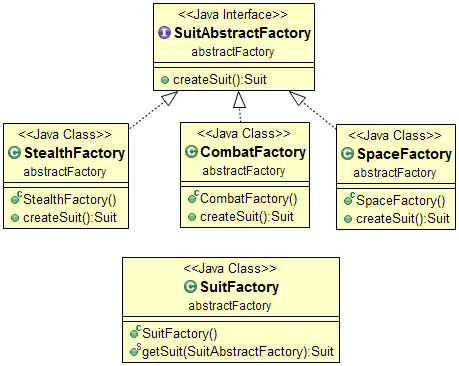 <<Java Interface>>
SuitAbstractFactory
abstractFactory
createSuit():Suit
<<Java Class>>
StealthFactory
abstractFactory
StealthFactory()
createSuit():Suit
<<Java Class>>
CombatFactory
abstractFactory
CombatFactory()
createSuit():Suit
<<Java Class>>
SpaceFactory
abstractFactory
SpaceFactory()
createSuit():Suit
<<Java Class>>
SuitFactory
abstractFactory
SuitFactory()
getSuit(SuitAbstractFactory):Suit